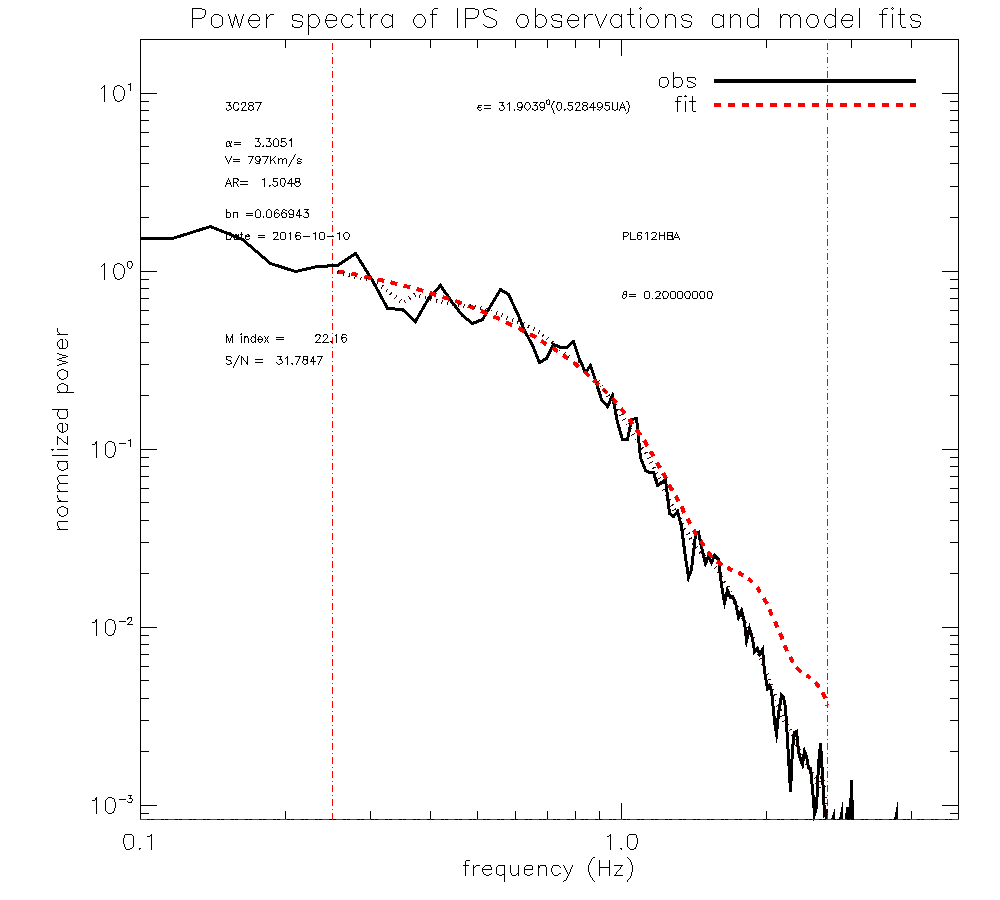 Power spectra of IPS observations and model fits
obs
fit
3C287
ϵ= 31.9039⁰(0.528495UA)
α= 3.3051
V= 797Km/s
AR= 1.5048
bn =0.066943
Date = 2016-10-10
PL612HBA
θ= 0.20000000
M index = 22.16
S/N = 31.7847
normalized power
10¹
10⁰
10⁻¹
10⁻²
10⁻³
0.1
1.0
frequency (Hz)